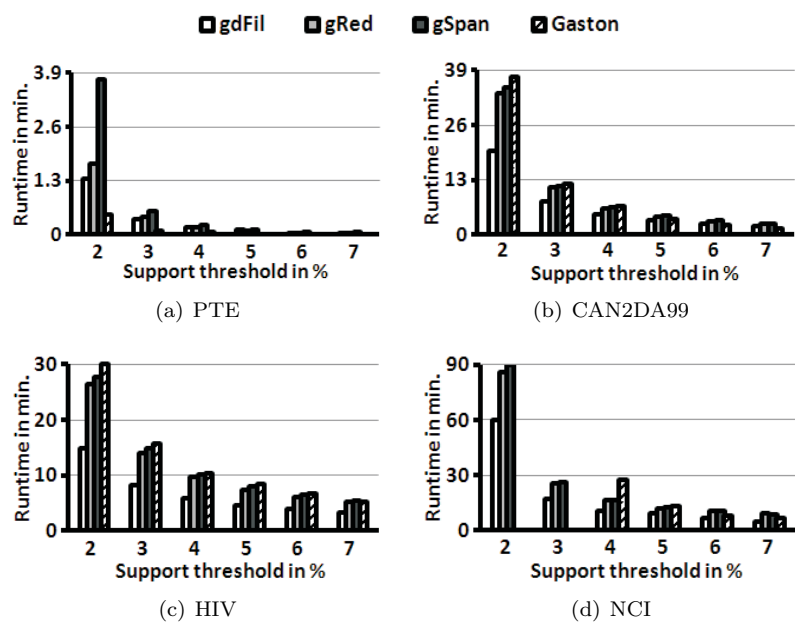 gdFil gRed gSpan Gaston
3.9
2.6
1.3
0
Runtime in min.
2 3 4 5 6 7
Support threshold in %
(a) PTE
39
26
13
0
Runtime in min.
2 3 4 5 6 7
Support threshold in %
(b) CAN2DA99
30
20
10
0
Runtime in min.
2 3 4 5 6 7
Support threshold in %
(c) HIV
90
60
30
0
Runtime in min.
2 3 4 5 6 7
Support threshold in %
(d) NCI